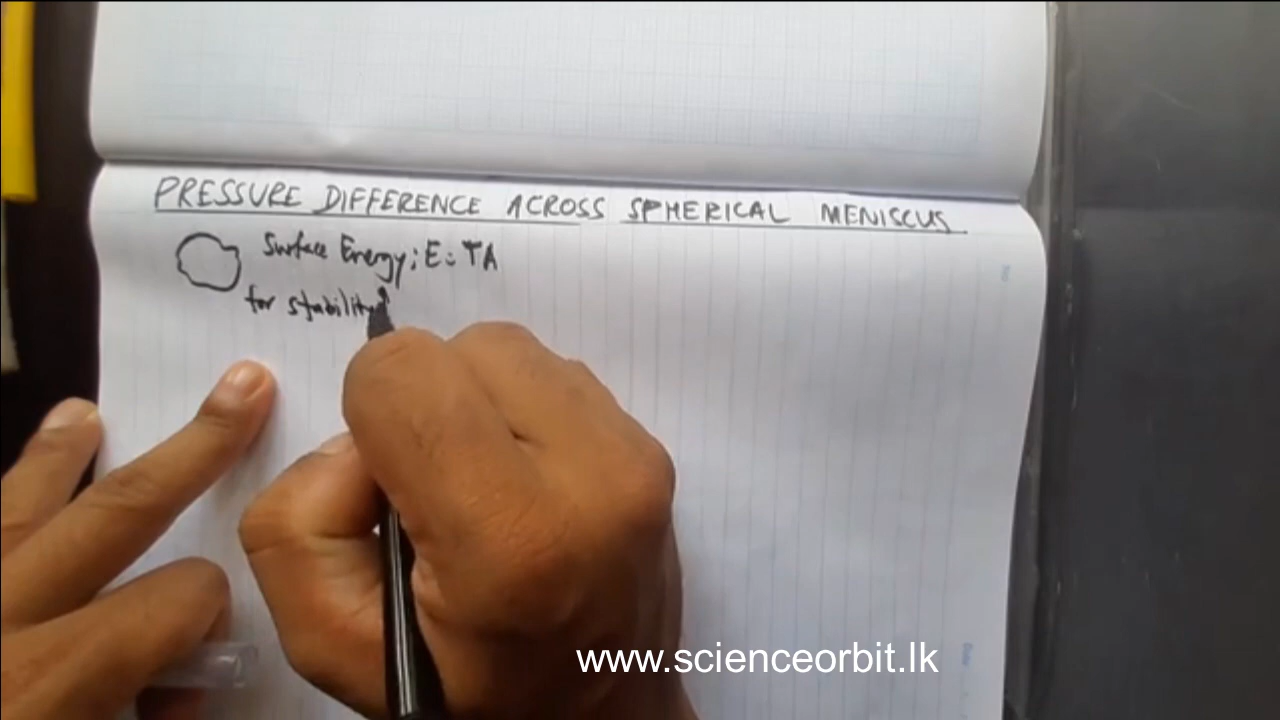 PRESSURE DIFFERENCE ACROSS SPHERICAL MENISCUS
Surface Energy; E = TA
for stability
www.scienceorbit.lk